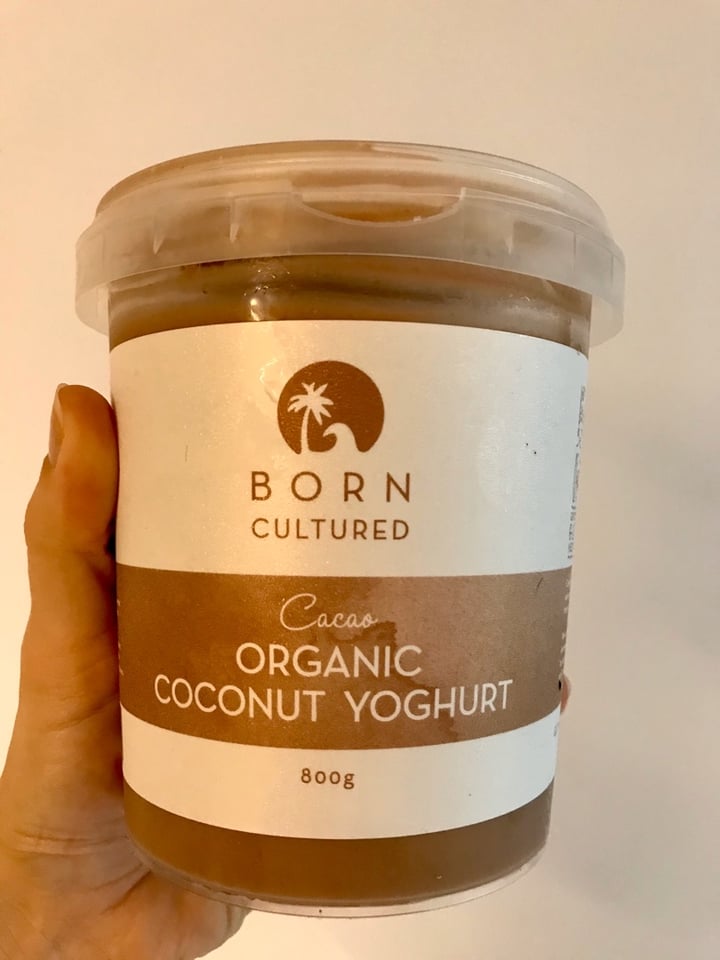 BORN
CULTURED
Cacao
ORGANIC
COCONUT YOGHURT
800g